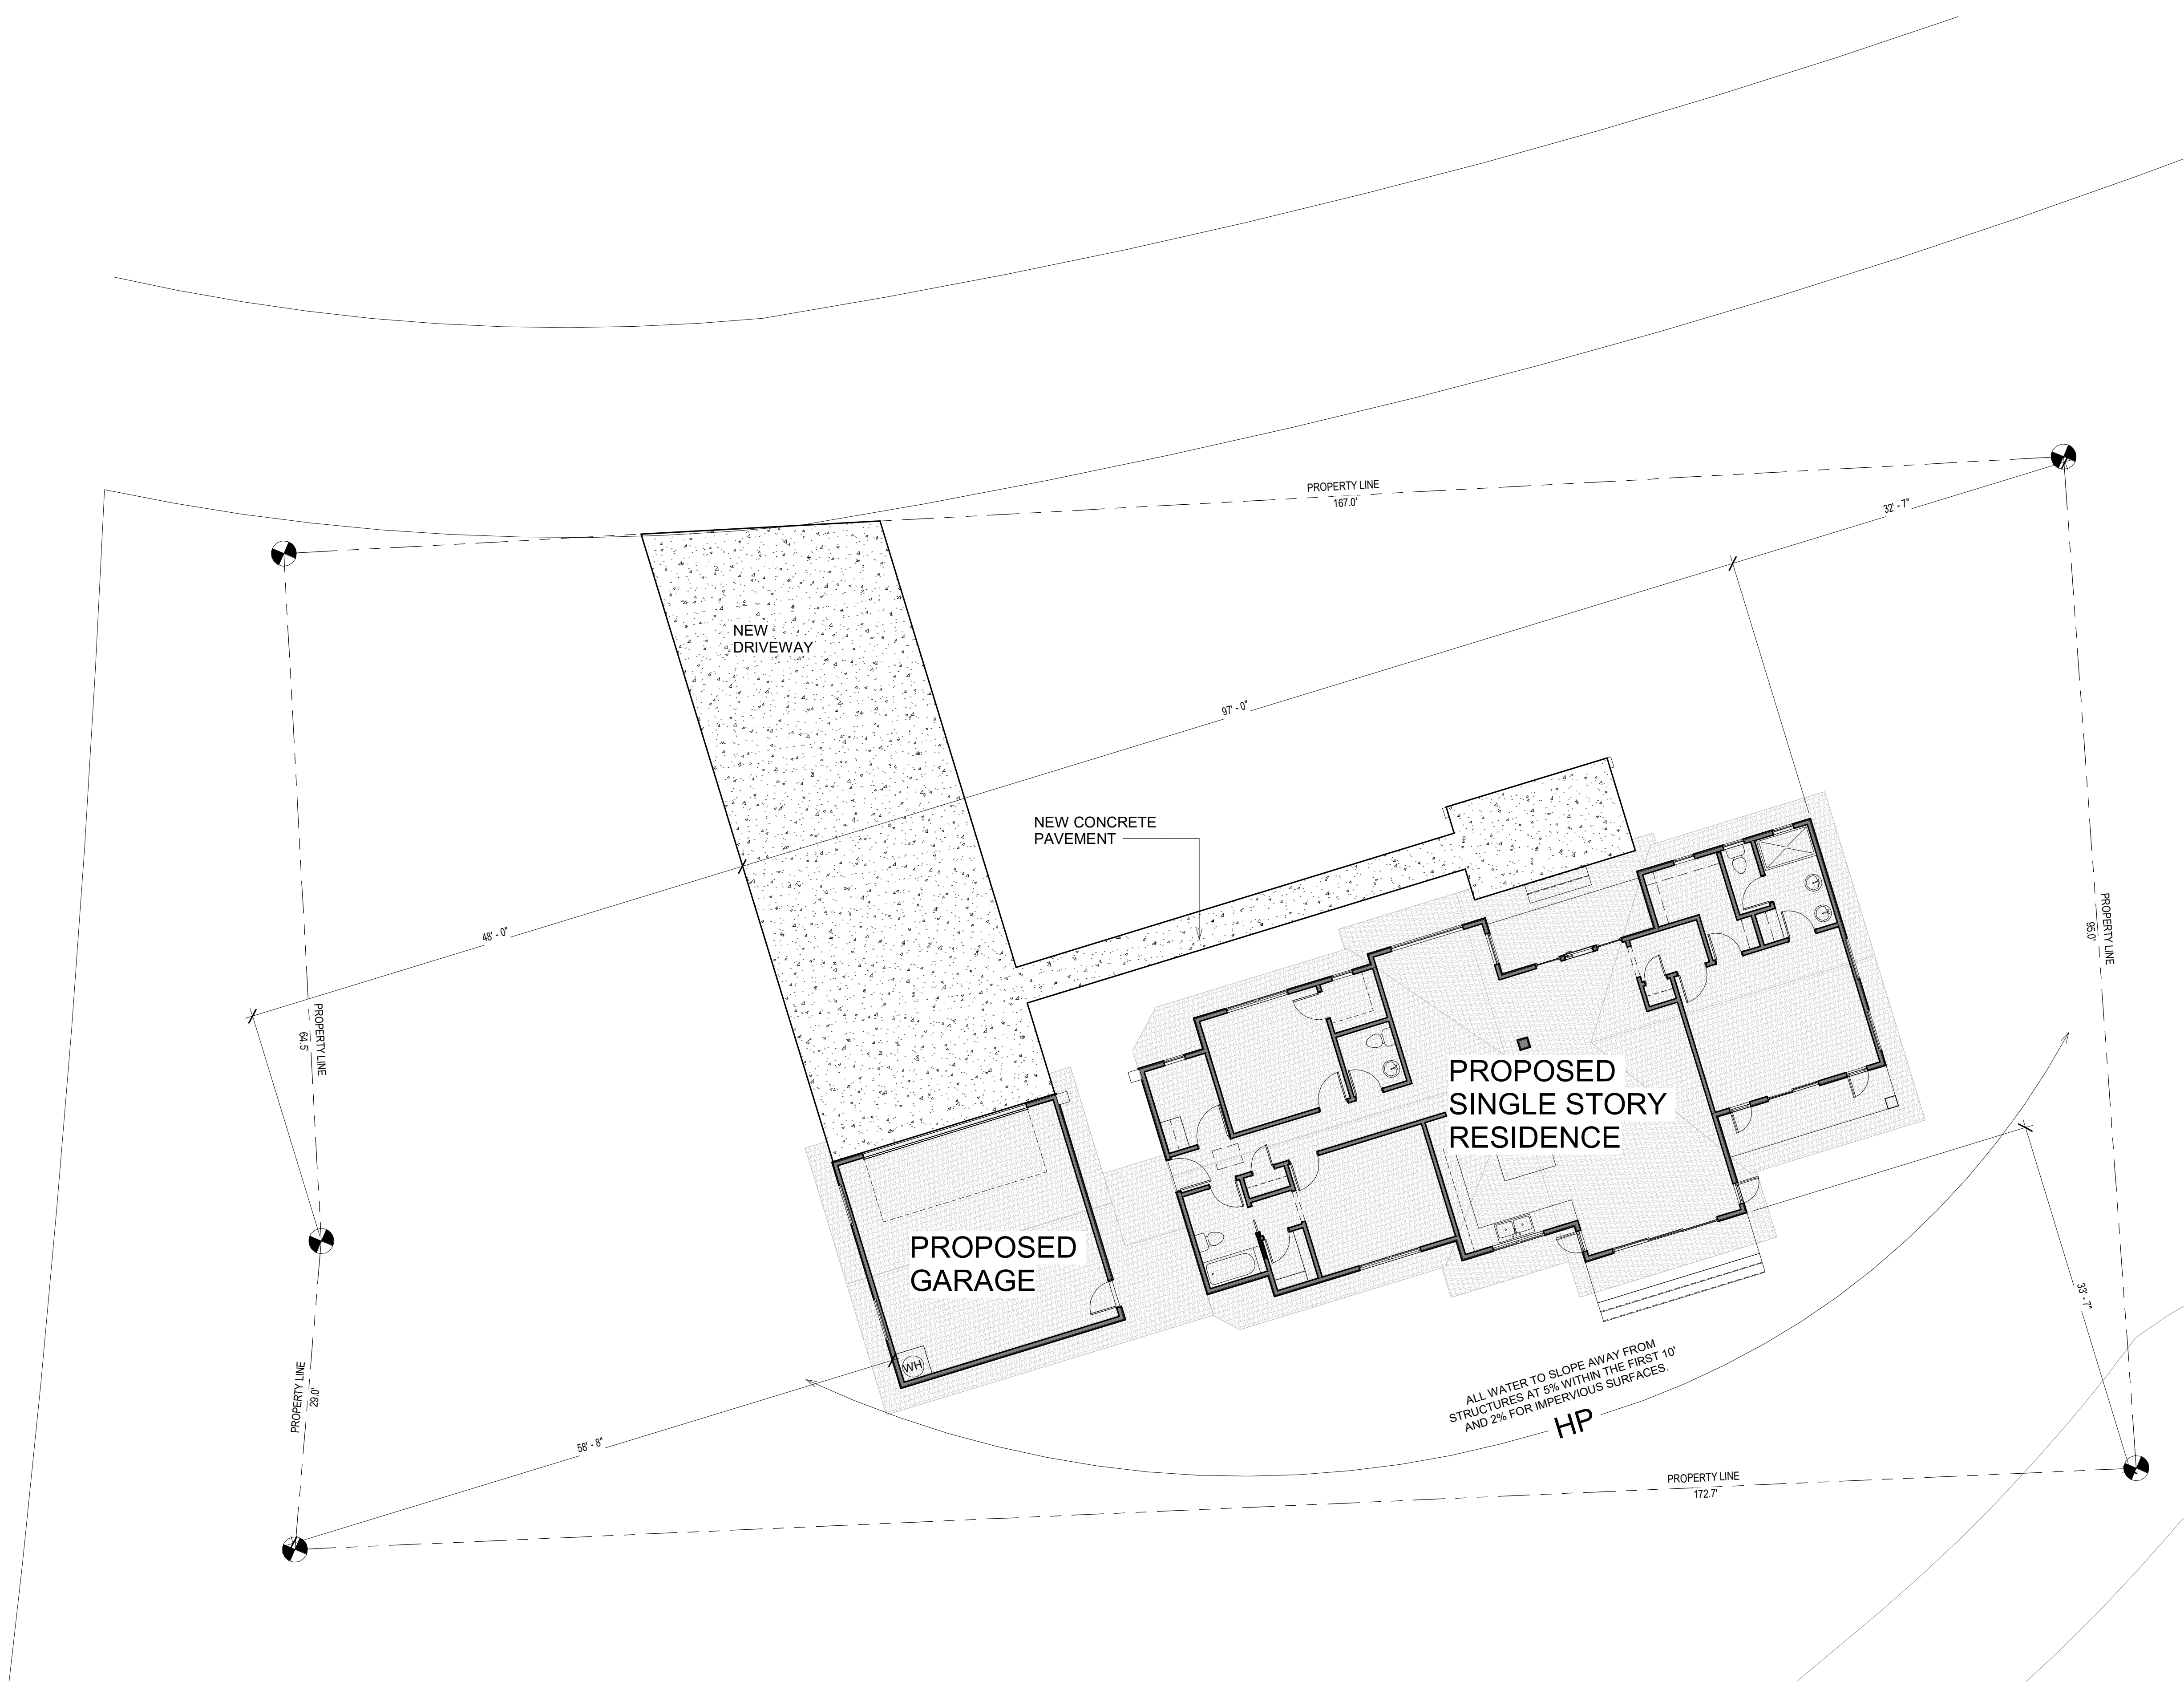 PROPERTY LINE
167.0'
32' - 7"
NEW
DRIVEWAY
97' - 0"
NEW CONCRETE
PAVEMENT
48' - 0"
PROPERTY LINE
95.0'
PROPERTY LINE
64.5'
PROPOSED
SINGLE STORY
RESIDENCE
PROPOSED
GARAGE
33' - 7"
WH
PROPERTY LINE
29.0'
58' - 8"
ALL WATER TO SLOPE AWAY FROM
STRUCTURES AT 5% WITHIN THE FIRST 10'
AND 2% FOR IMPERVIOUS SURFACES.
HP
PROPERTY LINE
172.7'